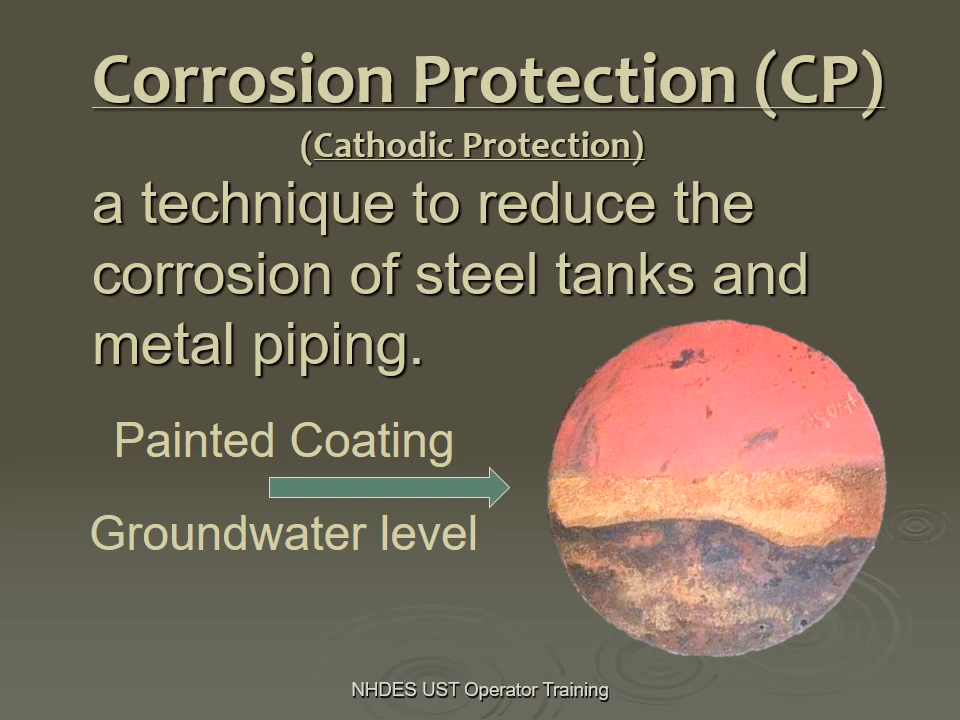 Corrosion Protection (CP)
(Cathodic Protection)
a technique to reduce the
corrosion of steel tanks and
metal piping.
Painted Coating
Groundwater level
NHDES UST Operator Training